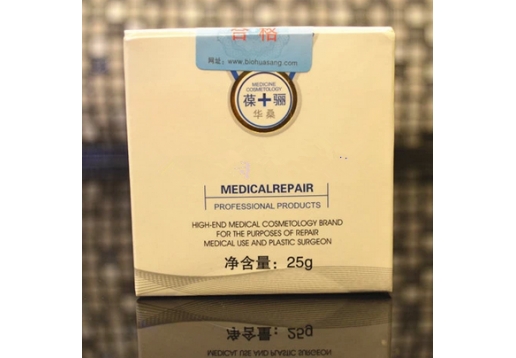 合格
网址：www.biohuasang.com
MEDICINE
COSMETOLOGY
葆+骊
华桑
MEDICALREPAIR
PROFESSIONAL PRODUCTS
HIGH-END MEDICAL COSMETOLOGY BRAND
FOR THE PURPOSES OF REPAIR
MEDICAL USE AND PLASTIC SURGEON
净含量：25g